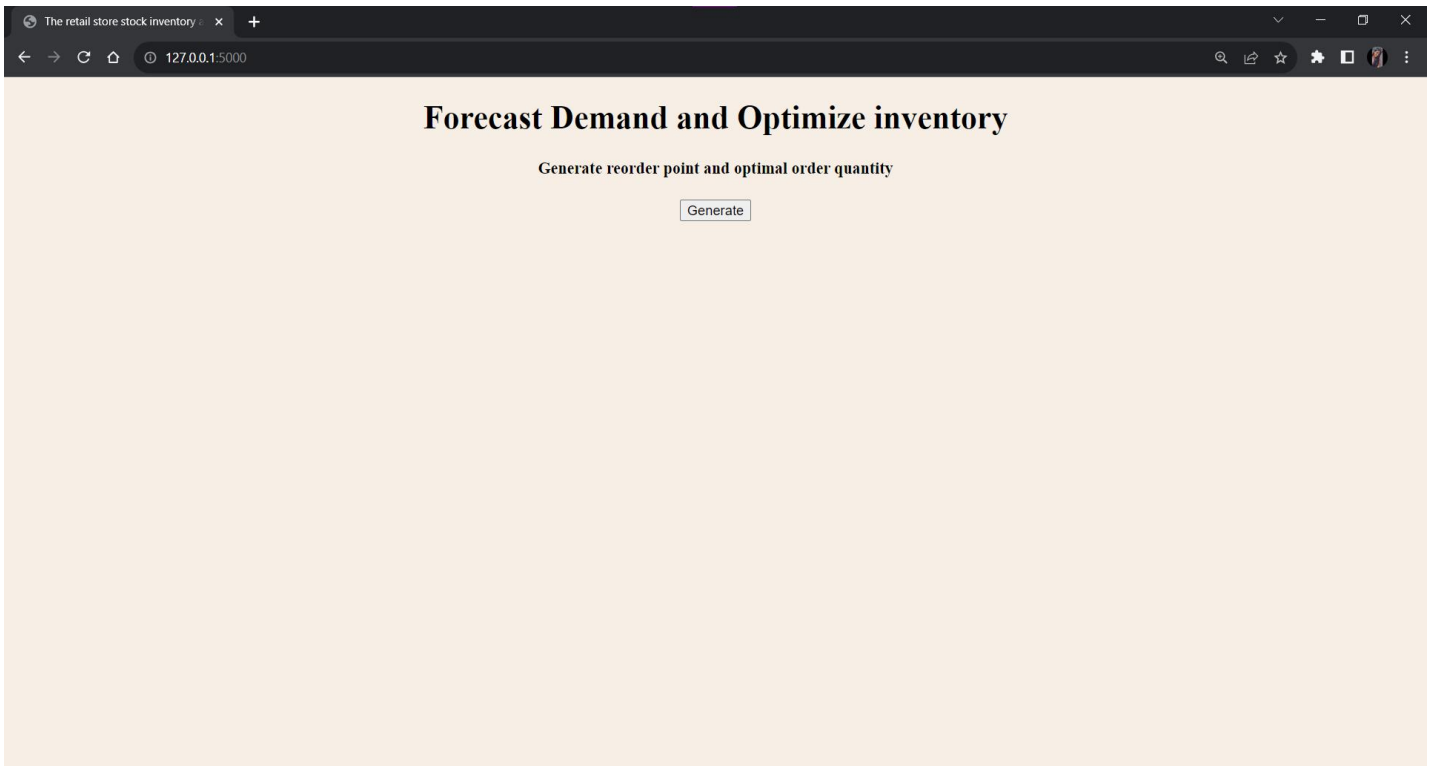 The retail store stock inventory a
127.0.0.1:5000
Forecast Demand and Optimize inventory
Generate reorder point and optimal order quantity
Generate